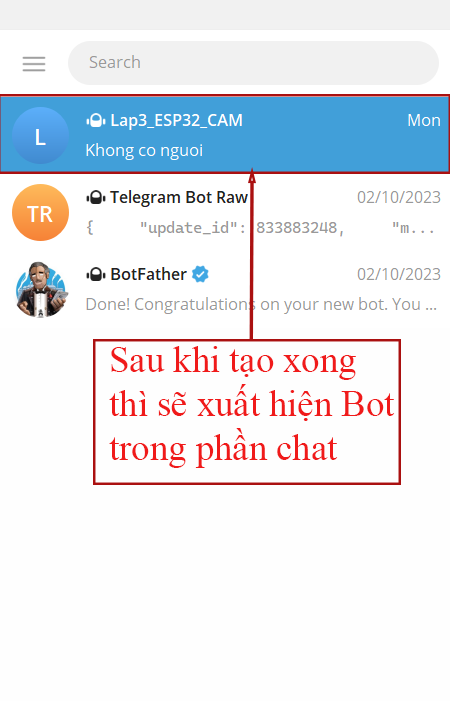 Search
Lap3_ESP32_CAM Mon
Khong co nguoi
TR Telegram Bot Raw 02/10/2023
{ "update_id": 833883248, "m...
BotFather 02/10/2023
Done! Congratulations on your new bot. You ...
Sau khi tạo xong
thì sẽ xuất hiện Bot
trong phần chat